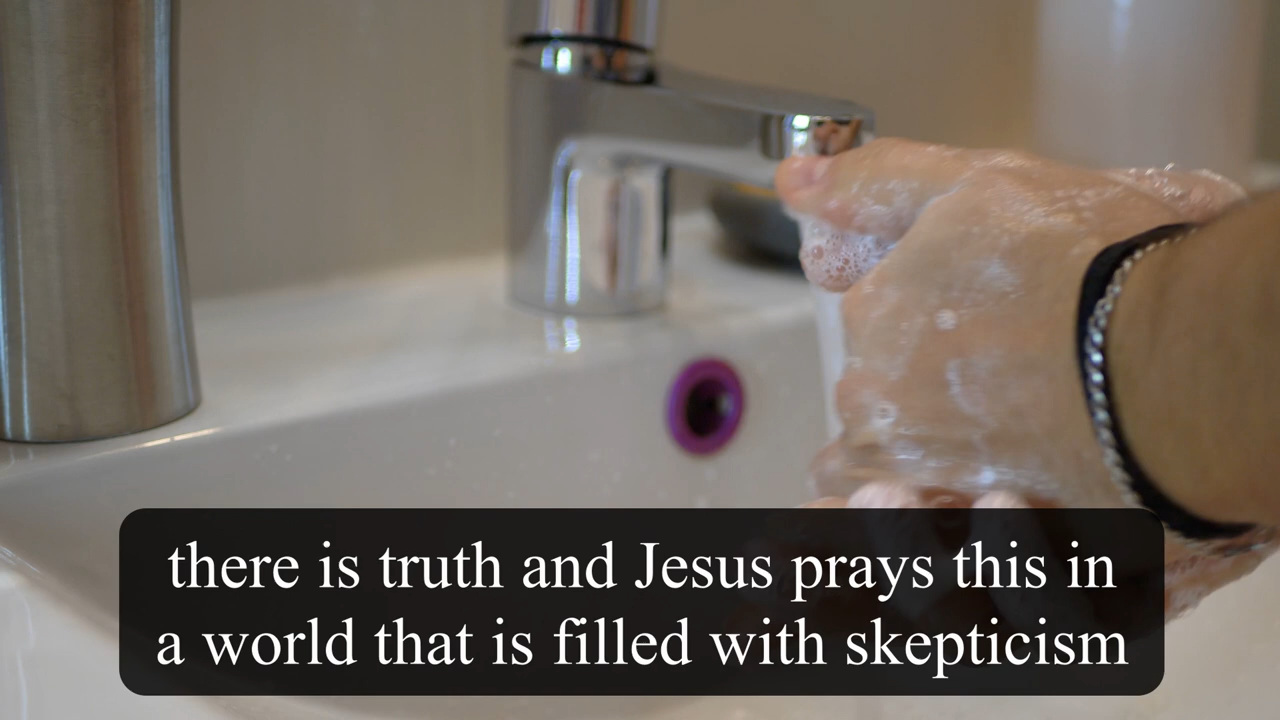 there is truth and Jesus prays this in
a world that is filled with skepticism